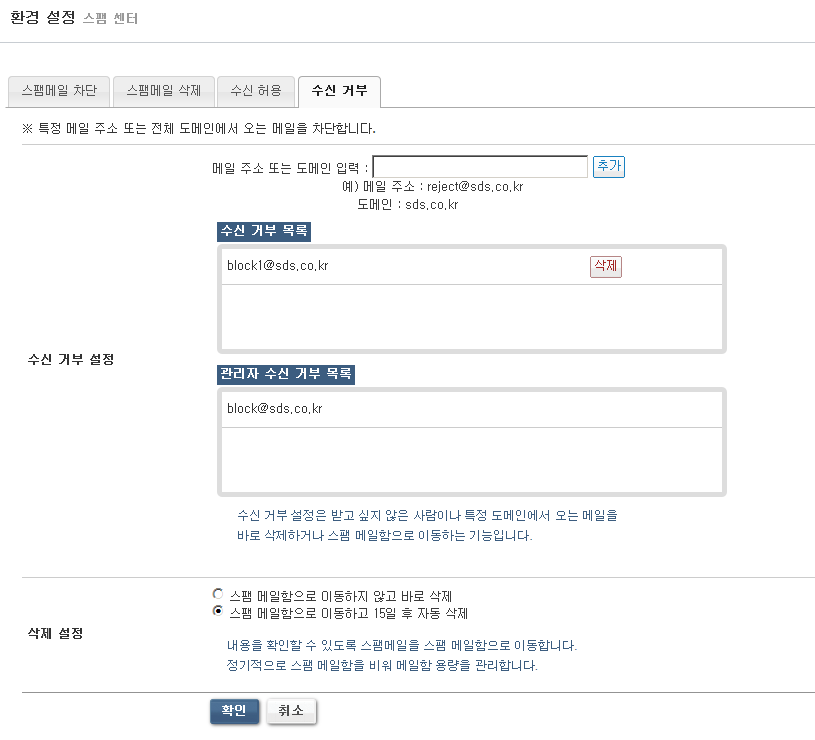 환경 설정 스팸 센터
스팸메일 차단 스팸메일 삭제 수신 허용 수신 거부
※ 특정 메일 주소 또는 전체 도메인에서 오는 메일을 차단합니다.
메일 주소 또는 도메인 입력 : 추가
예) 메일 주소 : reject@sds.co.kr
도메인 : sds.co.kr
수신 거부 목록
block1@sds.co.kr 삭제
수신 거부 설정
관리자 수신 거부 목록
block@sds.co.kr
수신 거부 설정은 받고 싶지 않은 사람이나 특정 도메인에서 오는 메일을
바로 삭제하거나 스팸 메일함으로 이동하는 기능입니다.
스팸 메일함으로 이동하지 않고 바로 삭제
스팸 메일함으로 이동하고 15일 후 자동 삭제
삭제 설정
내용을 확인할 수 있도록 스팸메일을 스팸 메일함으로 이동합니다.
정기적으로 스팸 메일함을 비워 메일함 용량을 관리합니다.
확인 취소